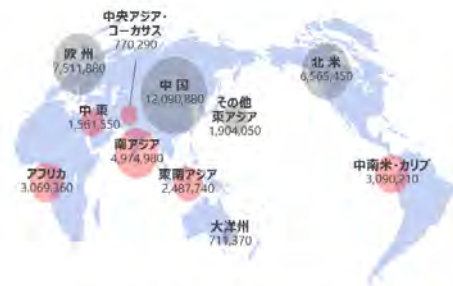 中央アジア・
コーカサス
770,290
欧州
7,511,880
中国
12,090,880
北米
6,565,450
中東
1,561,550
その他
東アジア
1,904,050
南アジア
4,974,980
アフリカ
3,069,360
東南アジア
2,487,740
中南米・カリブ
3,090,210
大洋州
711,370